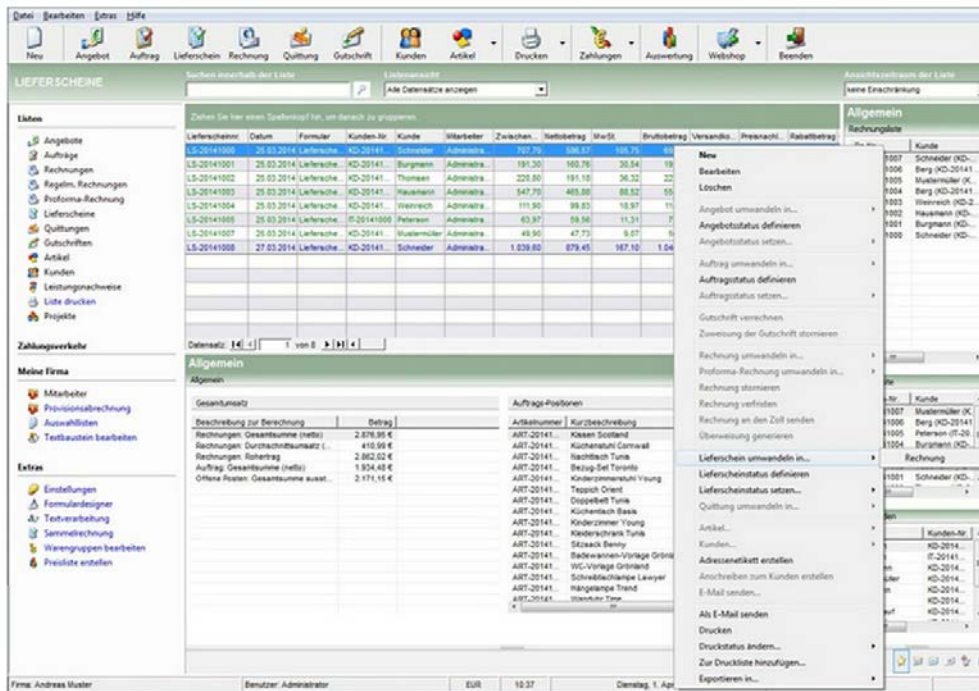 Datei Bearbeiten Extras Hilfe
Neu Angebot Auftrag Lieferschein Rechnung Quittung Gutschrift Kunden Artikel Drucken Zahlungen Auswertung Webshop Beenden
LIEFERSCHEINE
Suchen innerhalb der Liste
Listenansicht
Alle Datensätze anzeigen
Ansichtszeitraum der Liste
keine Einschränkung
Listen
Angebote
Aufträge
Rechnungen
Regelm. Rechnungen
Proforma-Rechnung
Lieferscheine
Quittungen
Gutschriften
Artikel
Kunden
Leistungsnachweise
Liste drucken
Projekte
Zahlungsverkehr
Meine Firma
Mitarbeiter
Provisionsabrechnung
Auswahllisten
Textbaustein bearbeiten
Extras
Einstellungen
Formulardesigner
Textverarbeitung
Sammelrechnung
Warengruppen bearbeiten
Preisliste erstellen
Ziehen Sie hier einen Spaltenkopf hin, um danach zu gruppieren.
Lieferscheinnr. Datum Formular Kunden-Nr. Kunde Mitarbeiter Zwischen... Nettobetrag MwSt. Bruttobetrag Versandko... Preisnachl... Rabattbetrag
LS-20141000 25.03.2014 Liefersche... KD-20141... Schneider Administra... 707,70 586,57 105,75
LS-20141001 25.03.2014 Liefersche... KD-20141... Burgmann Administra... 191,30 160,76 30,54
LS-20141002 25.03.2014 Liefersche... KD-20141... Thomsen Administra... 220,80 191,18 36,32
LS-20141003 25.03.2014 Liefersche... KD-20141... Hausmann Administra... 547,70 465,88 88,52
LS-20141004 25.03.2014 Liefersche... KD-20141... Weinreich Administra... 111,90 99,83 18,97
LS-20141005 25.03.2014 Liefersche... IT-20141000 Peterson Administra... 63,97 59,56 11,31
LS-20141007 25.03.2014 Liefersche... KD-20141... Mustermüller Administra... 49,90 47,73 9,07
LS-20141008 27.03.2014 Liefersche... KD-20141... Schneider Administra... 1.039,60 879,45 167,10
Datensatz: 1 von 8
Allgemein
Allgemein
Gesamtumsatz
Beschreibung zur Berechnung Betrag
Rechnungen: Gesamtsumme (netto) 2.876,95 €
Rechnungen: Durchschnittsumsatz (... 410,99 €
Rechnungen: Rohertrag 2.862,02 €
Auftrag: Gesamtsumme (netto) 1.934,48 €
Offene Posten: Gesamtsumme ausst... 2.171,15 €
Auftrags-Positionen
Artikelnummer Kurzbeschreibung
ART-20141... Kissen Scotland
ART-20141... Küchenstuhl Cornwall
ART-20141... Nachttisch Tunis
ART-20141... Bezug-Set Toronto
ART-20141... Kinderzimmerstuhl Young
ART-20141... Teppich Orient
ART-20141... Doppelbett Tunis
ART-20141... Küchentisch Basis
ART-20141... Kinderzimmer Young
ART-20141... Kleiderschrank Tunis
ART-20141... Sitzsack Benny
ART-20141... Badewannen-Vorlage Grönla
ART-20141... WC-Vorlage Grönland
ART-20141... Schreibtischlampe Lawyer
ART-20141... Hängelampe Trend
ART-20141... Wanduhr Time
Neu
Bearbeiten
Löschen
Angebot umwandeln in...
Angebotsstatus definieren
Angebotsstatus setzen...
Auftrag umwandeln in...
Auftragsstatus definieren
Auftragsstatus setzen...
Gutschrift verrechnen
Zuweisung der Gutschrift stornieren
Rechnung umwandeln in...
Proforma-Rechnung umwandeln in...
Rechnung stornieren
Rechnung verfristen
Rechnung an den Zoll senden
Überweisung generieren
Lieferschein umwandeln in...
Rechnung
Lieferscheinstatus definieren
Lieferscheinstatus setzen...
Quittung umwandeln in...
Artikel...
Kunden...
Adressenetikett erstellen
Anschreiben zum Kunden erstellen
E-Mail senden...
Als E-Mail senden
Drucken
Druckstatus ändern...
Zur Druckliste hinzufügen...
Exportieren in...
Allgemein
Rechnungsliste
Kunde
1007 Schneider (KD-...
1006 Berg (KD-20141...
1005 Mustermüller (K...
1004 Berg (KD-20141...
1003 Weinreich (KD-2...
1002 Hausmann (KD-...
1001 Burgmann (KD-...
1000 Schneider (KD-...
Kunde
1007 Mustermüller (K...
1006 Berg (KD-20141...
1005 Peterson (IT-20...
1004 Burgmann (KD...
1001 Schneider (KD-...
Kunden-Nr.
KD-2014...
IT-20141...
KD-2014...
KD-2014...
KD-2014...
KD-2014...
KD-2014...
Firma: Andreas Muster
Benutzer: Administrator
EUR
10:37
Dienstag, 1. Apr